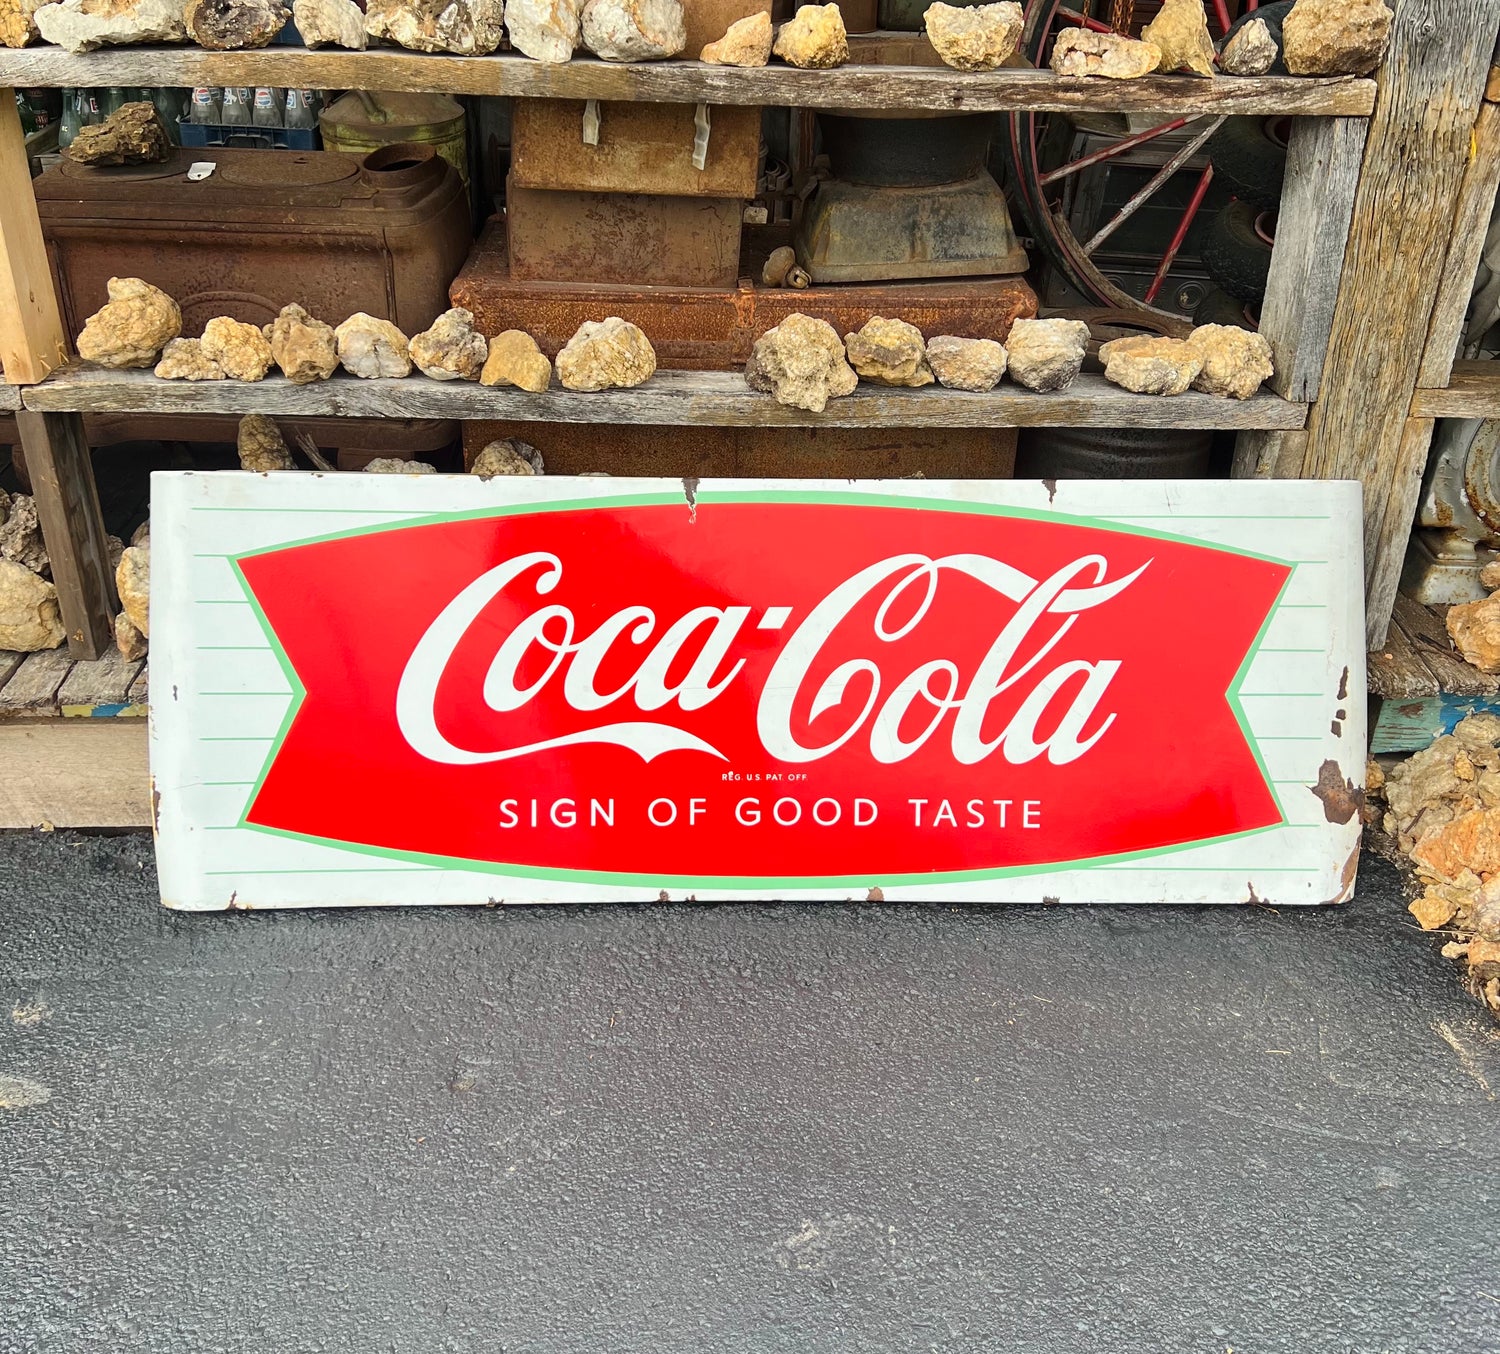 Coca-Cola
REG. U.S. PAT. OFF.
SIGN OF GOOD TASTE